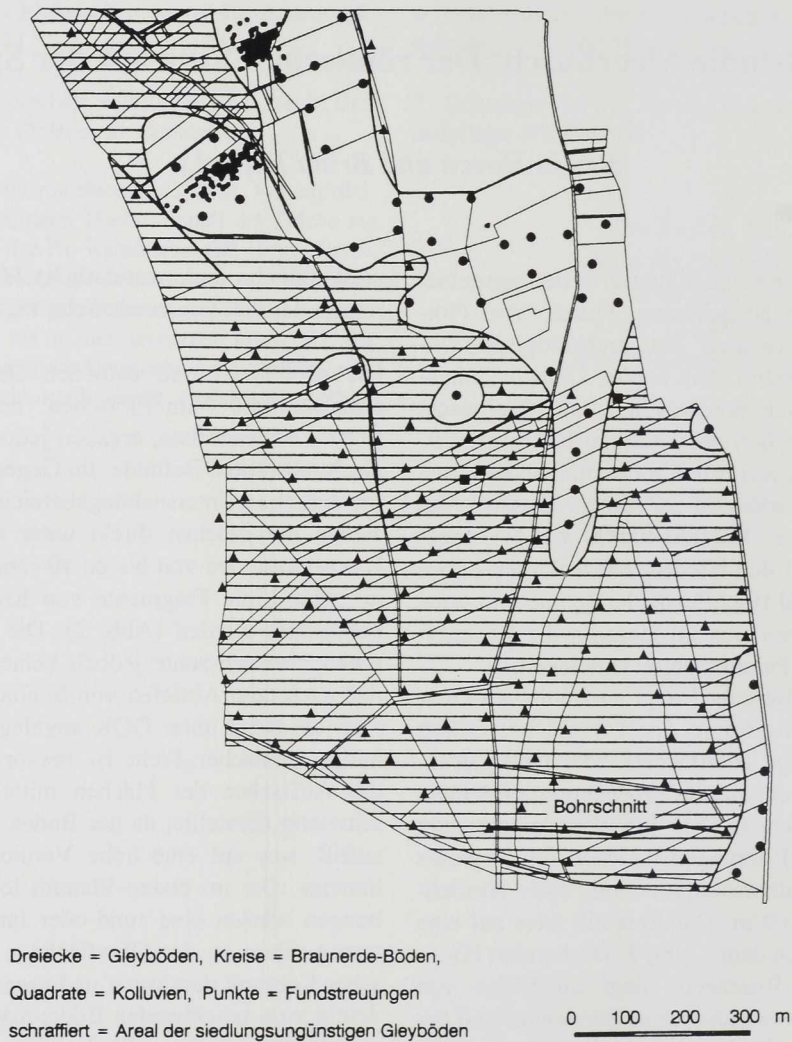 Bohrschnitt
Dreiecke = Gleyböden, Kreise = Braunerde-Böden,
Quadrate = Kolluvien, Punkte = Fundstreuungen
schraffiert = Areal der siedlungsungünstigen Gleyböden
0 100 200 300 m